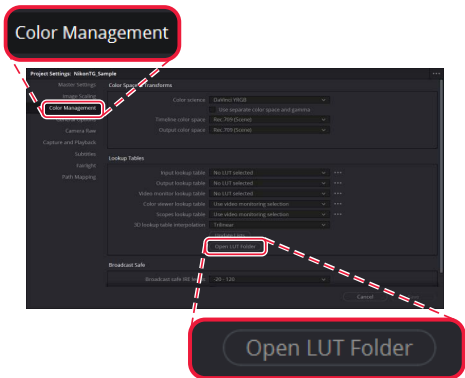 Color Management
Project Settings: NikonTG_Sample
Master Settings
Color Space & Transforms
Image Scaling
Color science DaVinci YRGB
Color Management
Use separate color space and gamma
Timeline color space Rec.709 (Scene)
Camera Raw
Output color space Rec.709 (Scene)
Capture and Playback
Subtitles
Lookup Tables
Fairlight
Path Mapping
Input lookup table No LUT selected
Output lookup table No LUT selected
Video monitor lookup table No LUT selected
Color viewer lookup table Use video monitoring selection
Scopes lookup table Use video monitoring selection
3D lookup table interpolation Trilinear
Open LUT Folder
Broadcast Safe
Broadcast safe IRE levels -20 - 120
Cancel
Open LUT Folder